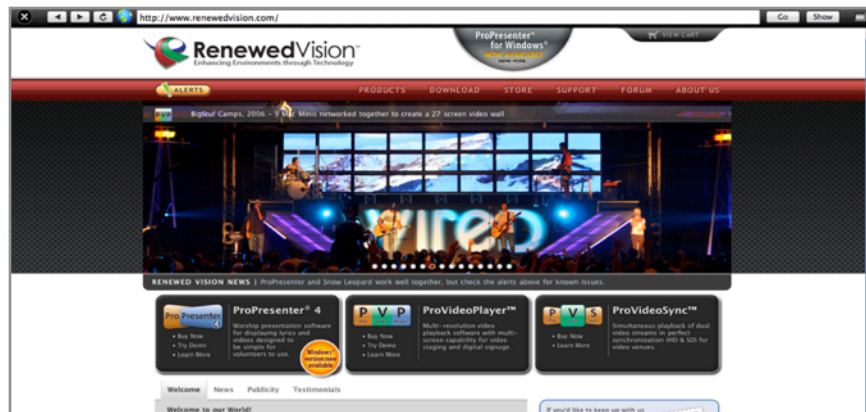 http://www.renewedvision.com/
Go
Show
RenewedVision™
Enhancing Environments through Technology
ProPresenter®
for Windows®
NOW AVAILABLE
VIEW CART
ALERTS
PRODUCTS DOWNLOAD STORE SUPPORT FORUM ABOUT US
PVP
BigStuf Camps, 2006 - 9 Mac Minis networked together to create a 27 screen video wall
wired
RENEWED VISION NEWS | ProPresenter and Snow Leopard work well together, but check the alerts above for known issues.
ProPresenter 4
• Buy Now
• Try Demo
• Learn More
ProPresenter® 4
Worship presentation software
for displaying lyrics and
videos designed to
be simple for
volunteers to use.
Windows®
version now
available
P V P
• Buy Now
• Try Demo
• Learn More
ProVideoPlayer™
Multi-resolution video
playback software with multi-
screen capability for video
staging and digital signage.
P V S
• Buy Now
• Learn More
ProVideoSync™
Simultaneous playback of dual
video streams in perfect
synchronization (HD & SD) for
video venues.
Welcome News Publicity Testimonials
Welcome to our World!
If you'd like to keep up with us